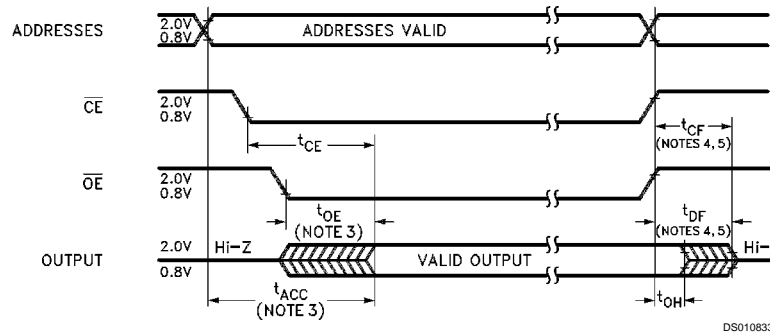 ADDRESSES
2.0V
0.8V
ADDRESSES VALID
CE
2.0V
0.8V
tCE
tCF
(NOTES 4, 5)
OE
2.0V
0.8V
tOE
(NOTE 3)
tDF
(NOTES 4, 5)
OUTPUT
2.0V
0.8V
Hi-Z
VALID OUTPUT
Hi-
tACC
(NOTE 3)
tOH
DS010833